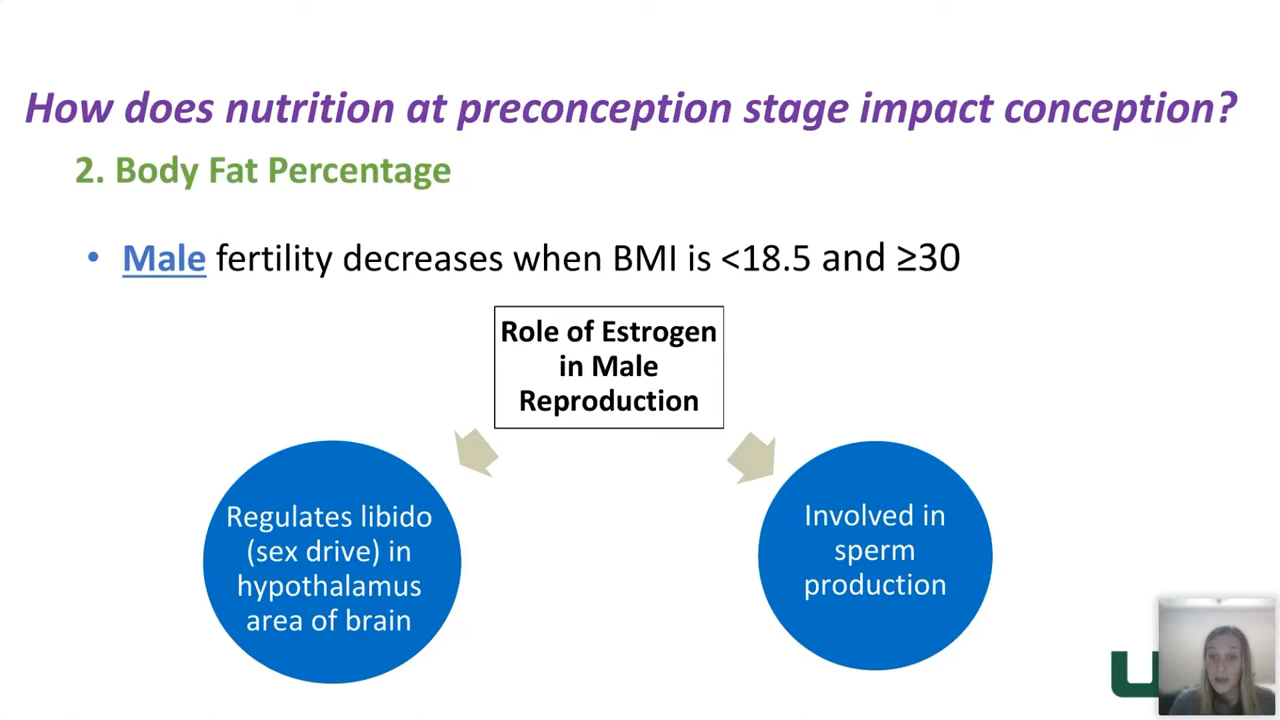 How does nutrition at preconception stage impact conception?
2. Body Fat Percentage
• Male fertility decreases when BMI is <18.5 and ≥30
Role of Estrogen
in Male
Reproduction
Regulates libido
(sex drive) in
hypothalamus
area of brain
Involved in
sperm
production